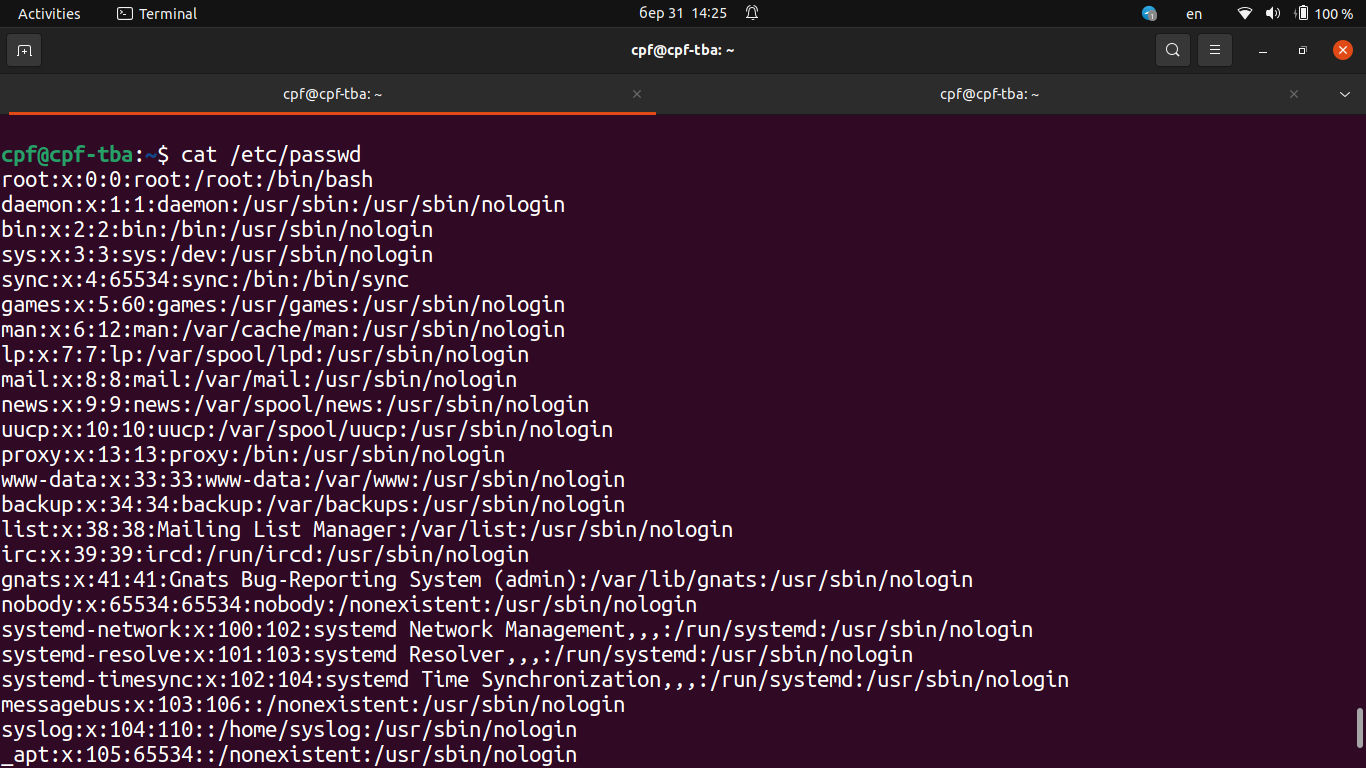 Activities Terminal бер 31 14:25 en 100 %
cpf@cpf-tba: ~
cpf@cpf-tba: ~ cpf@cpf-tba: ~
cpf@cpf-tba:~$ cat /etc/passwd
root:x:0:0:root:/root:/bin/bash
daemon:x:1:1:daemon:/usr/sbin:/usr/sbin/nologin
bin:x:2:2:bin:/bin:/usr/sbin/nologin
sys:x:3:3:sys:/dev:/usr/sbin/nologin
sync:x:4:65534:sync:/bin:/bin/sync
games:x:5:60:games:/usr/games:/usr/sbin/nologin
man:x:6:12:man:/var/cache/man:/usr/sbin/nologin
lp:x:7:7:lp:/var/spool/lpd:/usr/sbin/nologin
mail:x:8:8:mail:/var/mail:/usr/sbin/nologin
news:x:9:9:news:/var/spool/news:/usr/sbin/nologin
uucp:x:10:10:uucp:/var/spool/uucp:/usr/sbin/nologin
proxy:x:13:13:proxy:/bin:/usr/sbin/nologin
www-data:x:33:33:www-data:/var/www:/usr/sbin/nologin
backup:x:34:34:backup:/var/backups:/usr/sbin/nologin
list:x:38:38:Mailing List Manager:/var/list:/usr/sbin/nologin
irc:x:39:39:ircd:/run/ircd:/usr/sbin/nologin
gnats:x:41:41:Gnats Bug-Reporting System (admin):/var/lib/gnats:/usr/sbin/nologin
nobody:x:65534:65534:nobody:/nonexistent:/usr/sbin/nologin
systemd-network:x:100:102:systemd Network Management,,,:/run/systemd:/usr/sbin/nologin
systemd-resolve:x:101:103:systemd Resolver,,,:/run/systemd:/usr/sbin/nologin
systemd-timesync:x:102:104:systemd Time Synchronization,,,:/run/systemd:/usr/sbin/nologin
messagebus:x:103:106::/nonexistent:/usr/sbin/nologin
syslog:x:104:110::/home/syslog:/usr/sbin/nologin
_apt:x:105:65534::/nonexistent:/usr/sbin/nologin